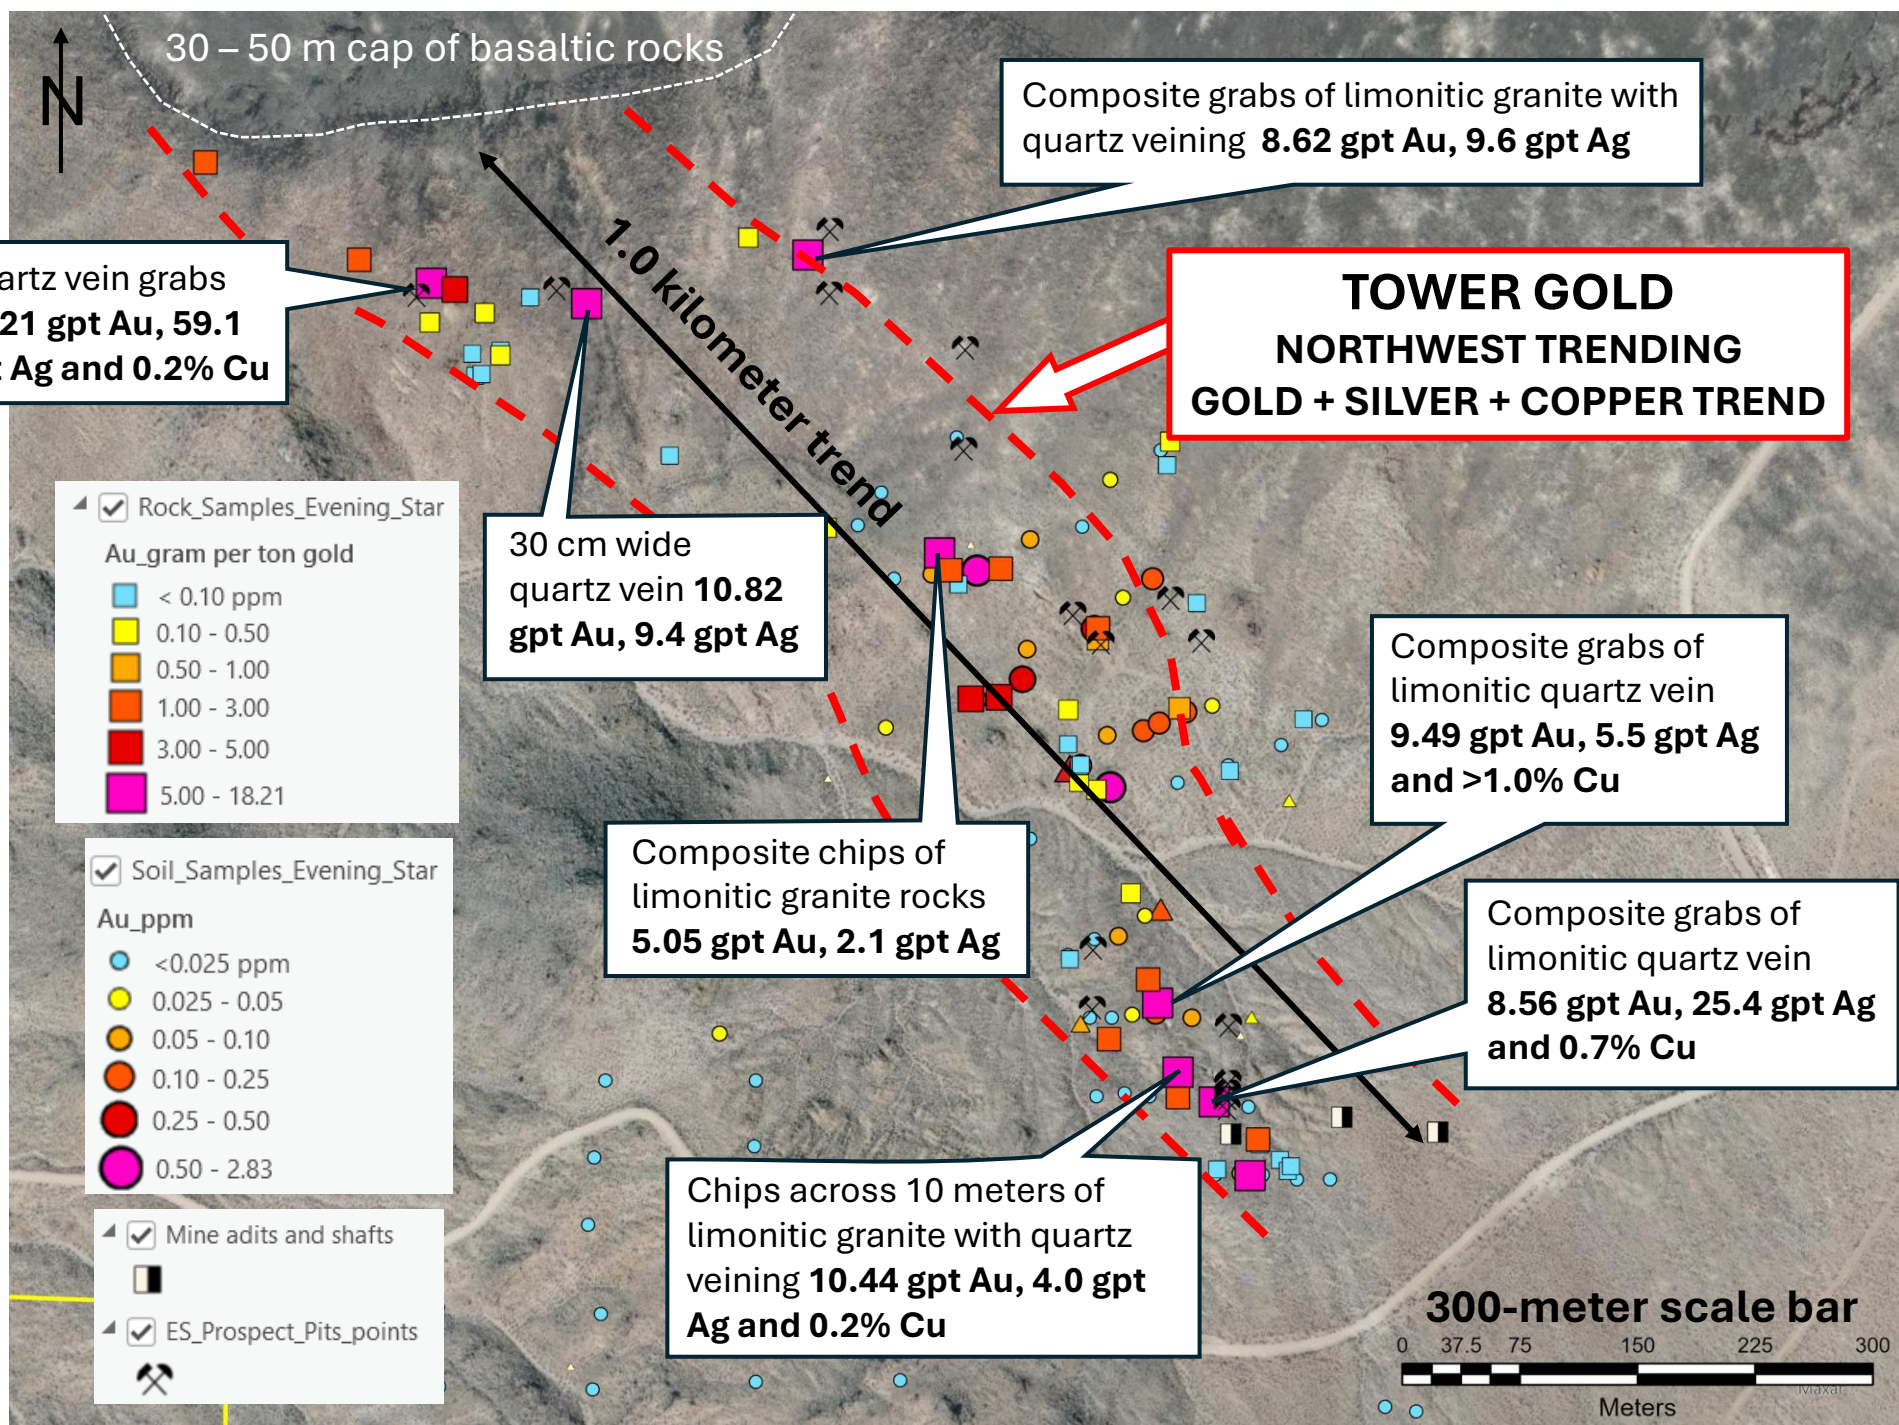 30 – 50 m cap of basaltic rocks
N
Composite grabs of limonitic granite with
quartz veining 8.62 gpt Au, 9.6 gpt Ag
1.0 kilometer trend
TOWER GOLD
NORTHWEST TRENDING
GOLD + SILVER + COPPER TREND
vein grabs
21 gpt Au, 59.1
Ag and 0.2% Cu
30 cm wide
quartz vein 10.82
gpt Au, 9.4 gpt Ag
Rock_Samples_Evening_Star
Au_gram per ton gold
< 0.10 ppm
0.10 - 0.50
0.50 - 1.00
1.00 - 3.00
3.00 - 5.00
5.00 - 18.21
Composite grabs of
limonitic quartz vein
9.49 gpt Au, 5.5 gpt Ag
and >1.0% Cu
Composite chips of
limonitic granite rocks
5.05 gpt Au, 2.1 gpt Ag
Soil_Samples_Evening_Star
Au_ppm
<0.025 ppm
0.025 - 0.05
0.05 - 0.10
0.10 - 0.25
0.25 - 0.50
0.50 - 2.83
Composite grabs of
limonitic quartz vein
8.56 gpt Au, 25.4 gpt Ag
and 0.7% Cu
Chips across 10 meters of
limonitic granite with quartz
veining 10.44 gpt Au, 4.0 gpt
Ag and 0.2% Cu
Mine adits and shafts
ES_Prospect_Pits_points
300-meter scale bar
0 37.5 75 150 225 300
Maxar
Meters